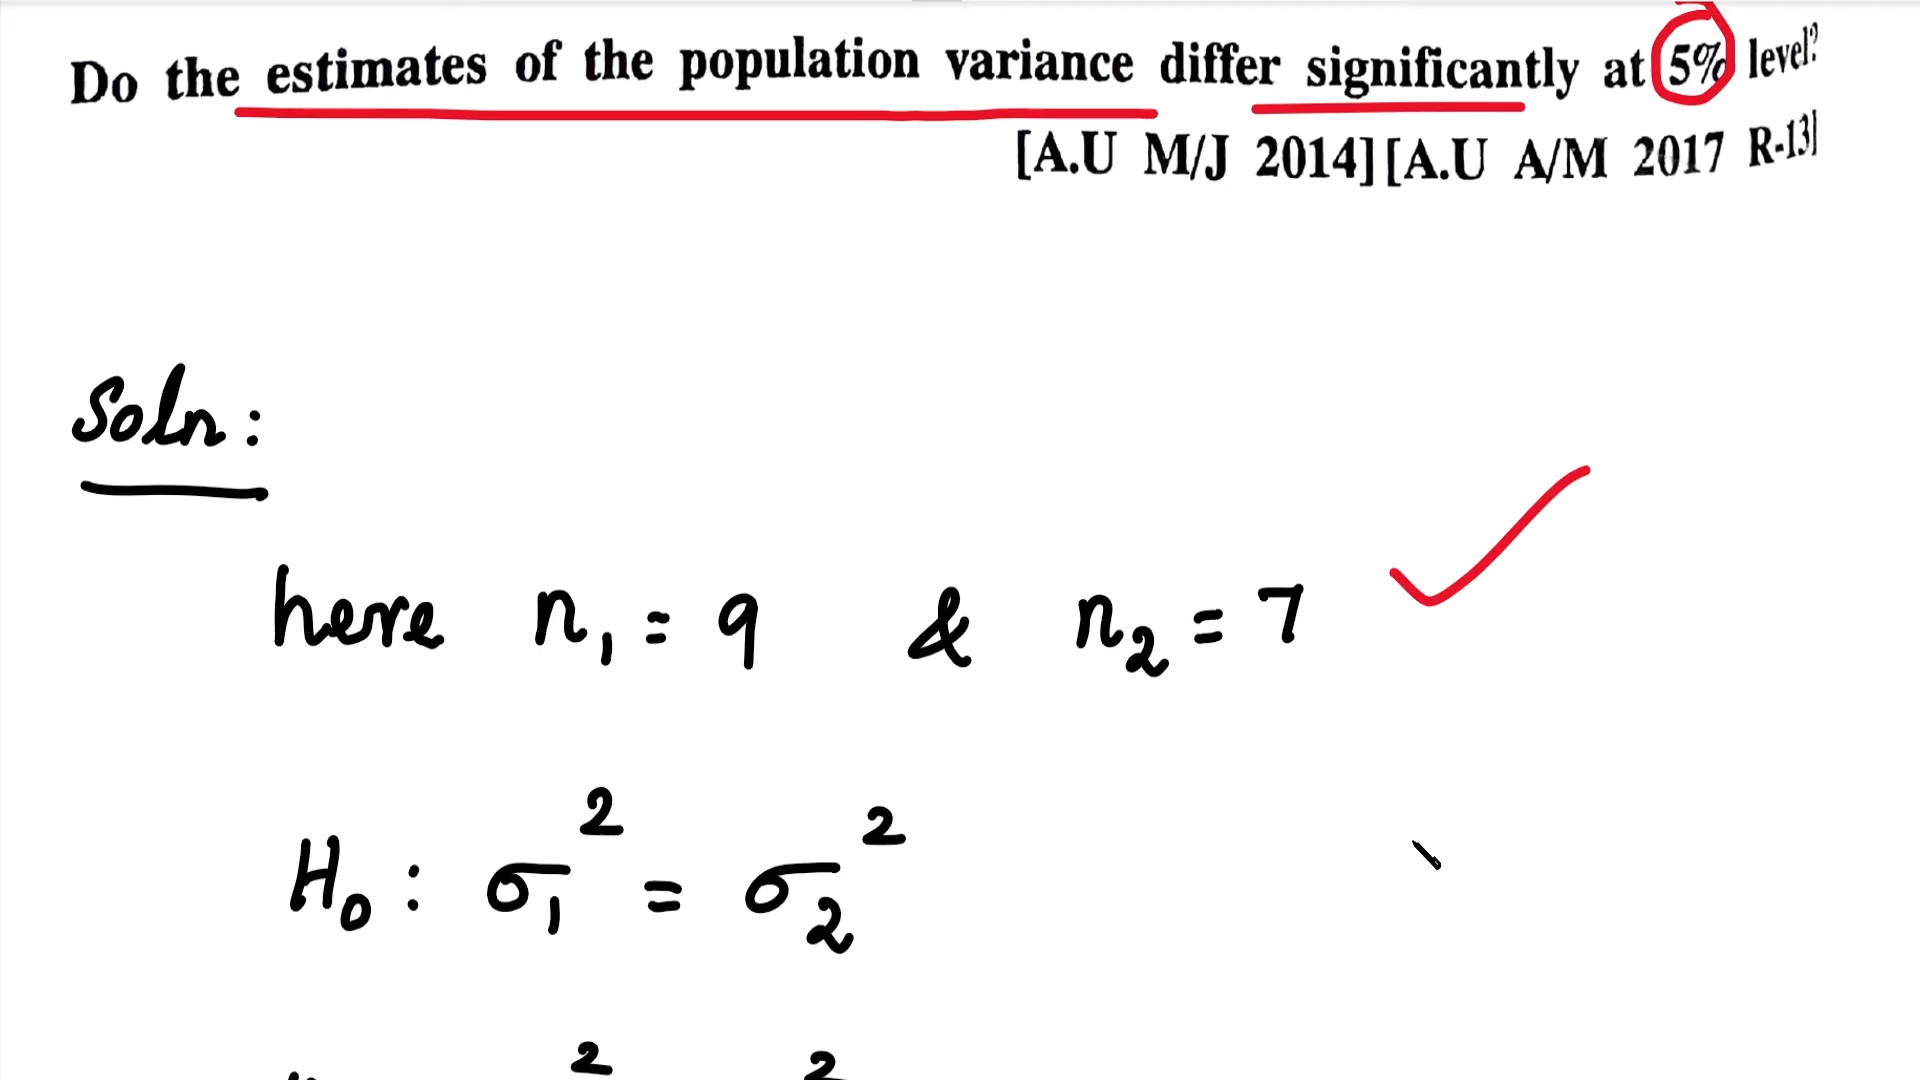 Do the estimates of the population variance differ significantly at 5% level?
[A.U M/J 2014] [A.U A/M 2017 R-13]
Soln:
here n₁ = 9 & n₂ = 7
H₀ : σ₁² = σ₂²